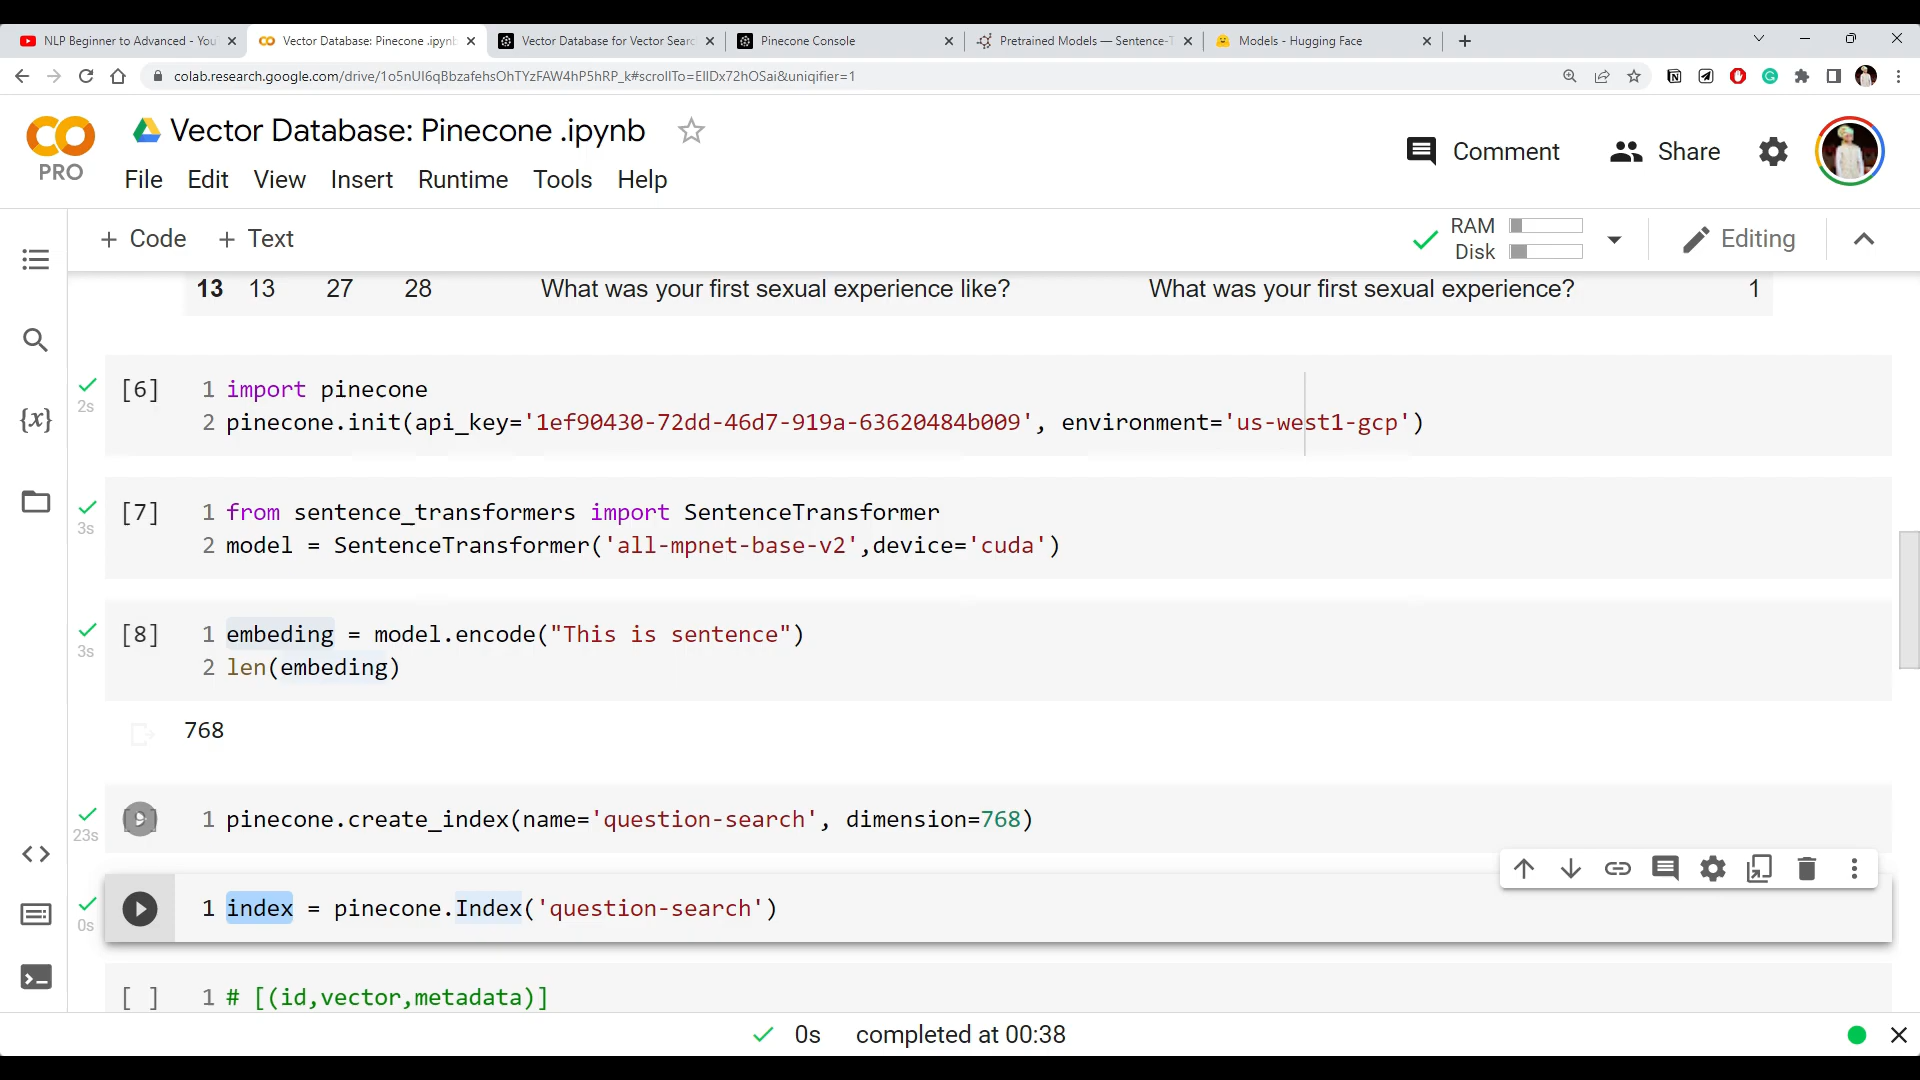 NLP Beginner to Advanced - You
Vector Database: Pinecone .ipynb
Vector Database for Vector Searc
Pinecone Console
Pretrained Models — Sentence-T
Models - Hugging Face
colab.research.google.com/drive/1o5nUI6qBbzafehsOhTYzFAW4hP5hRP_k#scrollTo=EIlDx72hOSai&uniqifier=1
PRO
Vector Database: Pinecone .ipynb
File Edit View Insert Runtime Tools Help
Comment
Share
+ Code + Text
RAM
Disk
Editing
13 13 27 28 What was your first sexual experience like? What was your first sexual experience? 1
2s
[6]
1 import pinecone
2 pinecone.init(api_key='1ef90430-72dd-46d7-919a-63620484b009', environment='us-west1-gcp')
3s
[7]
1 from sentence_transformers import SentenceTransformer
2 model = SentenceTransformer('all-mpnet-base-v2',device='cuda')
3s
[8]
1 embeding = model.encode("This is sentence")
2 len(embeding)
768
23s
[9]
1 pinecone.create_index(name='question-search', dimension=768)
0s
1 index = pinecone.Index('question-search')
[ ]
1 # [(id,vector,metadata)]
0s completed at 00:38